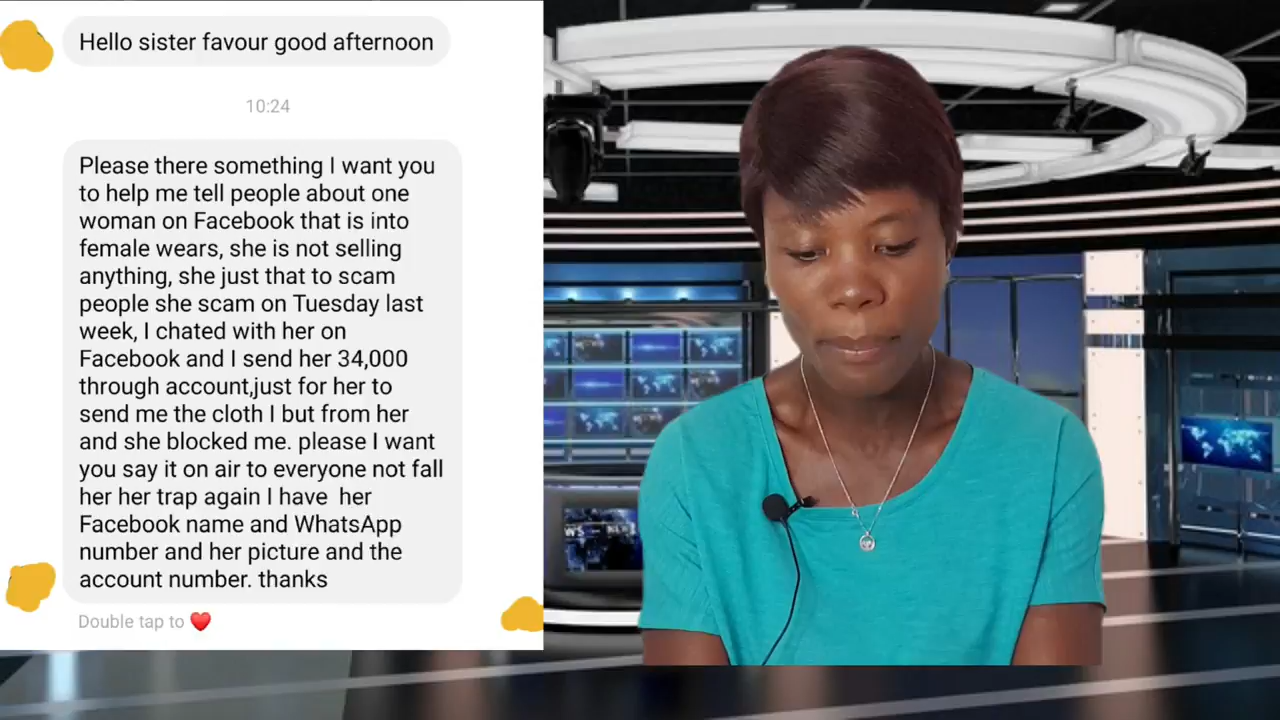 Hello sister favour good afternoon
10:24
Please there something I want you
to help me tell people about one
woman on Facebook that is into
female wears, she is not selling
anything, she just that to scam
people she scam on Tuesday last
week, I chated with her on
Facebook and I send her 34,000
through account,just for her to
send me the cloth I but from her
and she blocked me. please I want
you say it on air to everyone not fall
her her trap again I have  her
Facebook name and WhatsApp
number and her picture and the
account number. thanks
Double tap to ❤️